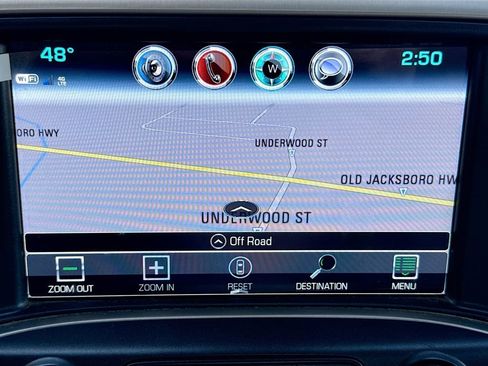 48°
2:50
WiFi 4G LTE
W
ORO HWY
UNDERWOOD ST
OLD JACKSBORO HW
UNDERWOOD ST
Off Road
ZOOM OUT
ZOOM IN
RESET
DESTINATION
MENU